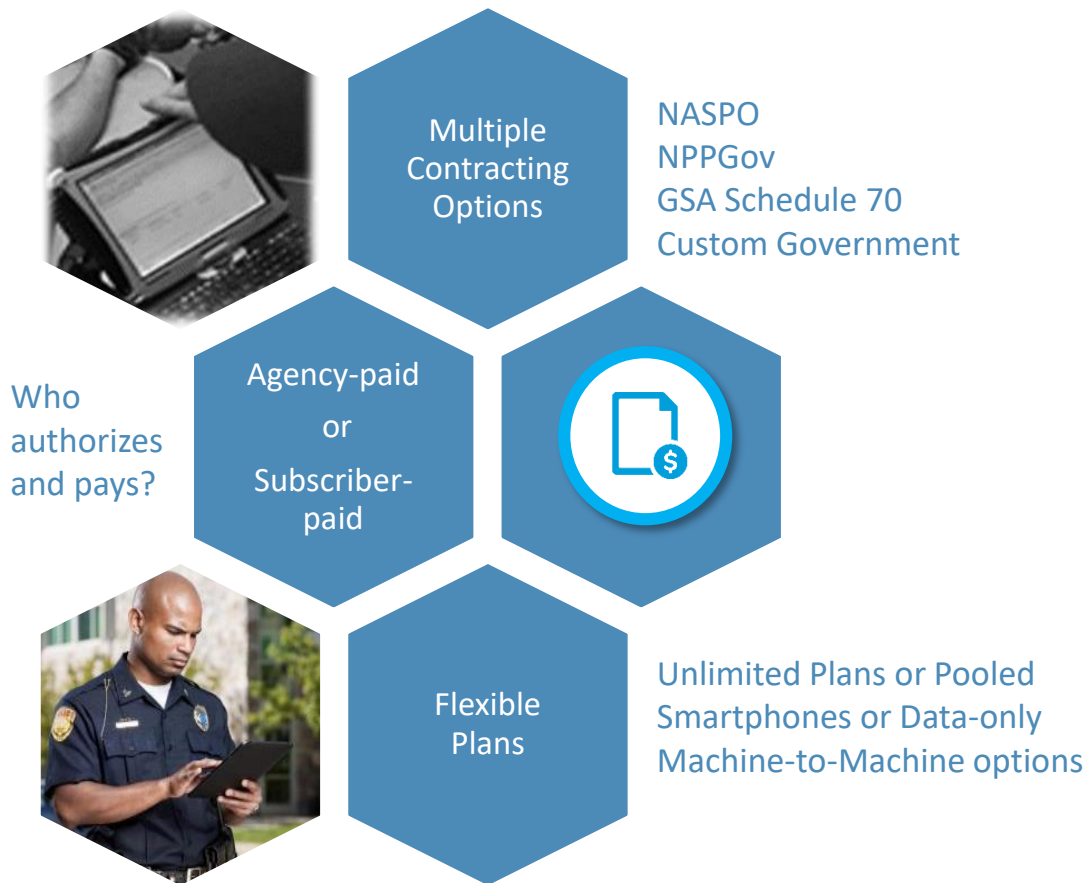 Multiple
Contracting
Options
NASPO
NPPGov
GSA Schedule 70
Custom Government
Who
authorizes
and pays?
Agency-paid
or
Subscriber-
paid
$
Flexible
Plans
Unlimited Plans or Pooled
Smartphones or Data-only
Machine-to-Machine options